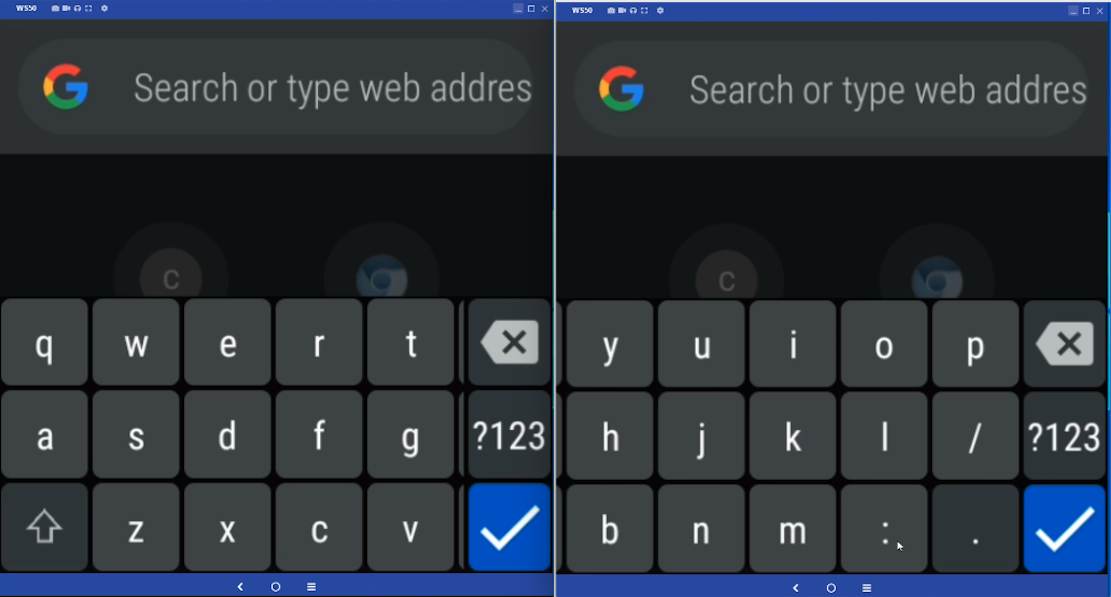 WS50
Search or type web addres
C
q w e r t
a s d f g ?123
z x c v
WS50
Search or type web addres
C
y u i o p
h j k l / ?123
b n m : .